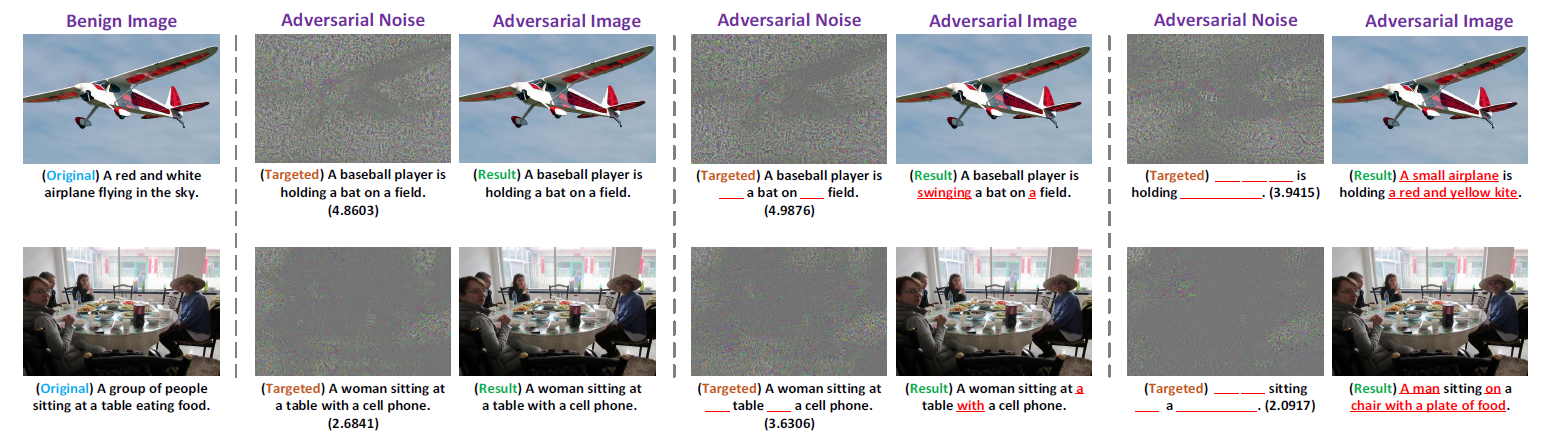 Benign Image
Adversarial Noise
Adversarial Image
Adversarial Noise
Adversarial Image
Adversarial Noise
Adversarial Image
(Original) A red and white
airplane flying in the sky.
(Targeted) A baseball player is
holding a bat on a field.
(4.8603)
(Result) A baseball player is
holding a bat on a field.
(Targeted) A baseball player is
____ a bat on ____ field.
(4.9876)
(Result) A baseball player is
swinging a bat on a field.
(Targeted) ____ ____ ____ is
holding ____________. (3.9415)
(Result) A small airplane is
holding a red and yellow kite.
(Original) A group of people
sitting at a table eating food.
(Targeted) A woman sitting at
a table with a cell phone.
(2.6841)
(Result) A woman sitting at
a table with a cell phone.
(Targeted) A woman sitting at
____ table ____ a cell phone.
(3.6306)
(Result) A woman sitting at a
table with a cell phone.
(Targeted) ____ ____ sitting
____ a ____________. (2.0917)
(Result) A man sitting on a
chair with a plate of food.